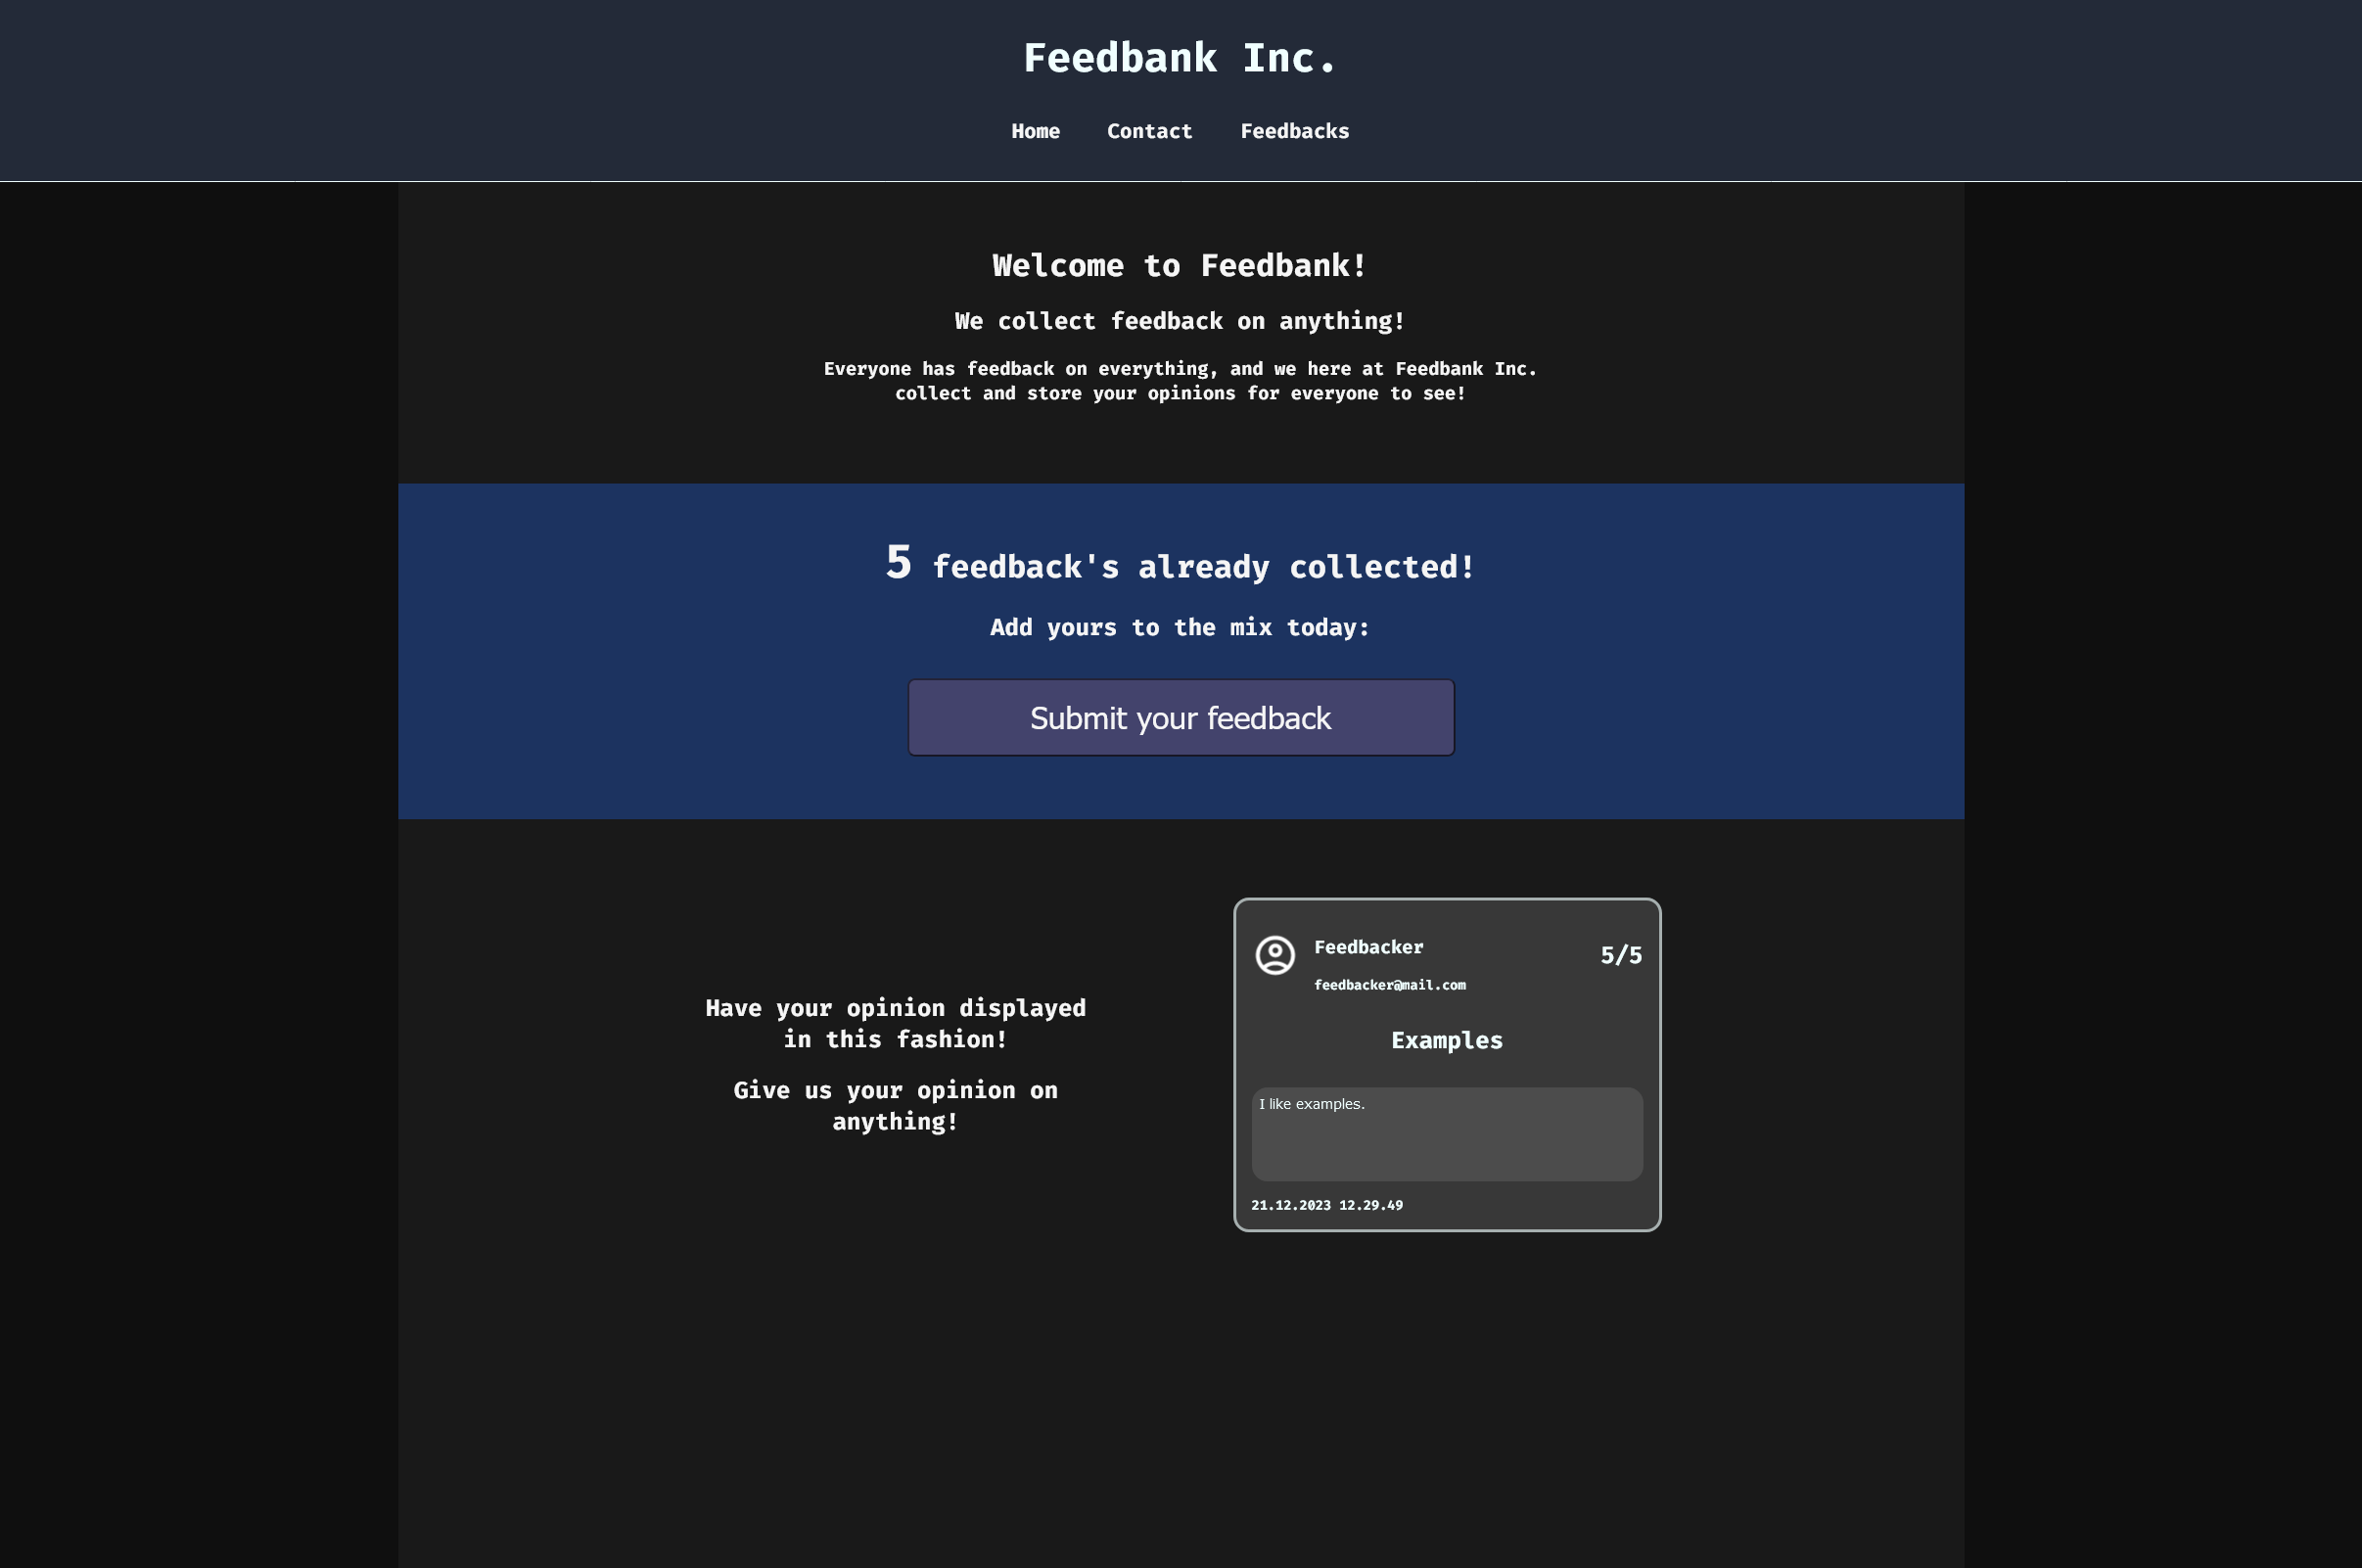 Feedbank Inc.
Home Contact Feedbacks
Welcome to Feedbank!
We collect feedback on anything!
Everyone has feedback on everything, and we here at Feedbank Inc.
collect and store your opinions for everyone to see!
5 feedback's already collected!
Add yours to the mix today:
Submit your feedback
Have your opinion displayed
in this fashion!
Give us your opinion on
anything!
Feedbacker
5/5
feedbacker@mail.com
Examples
I like examples.
21.12.2023 12.29.49